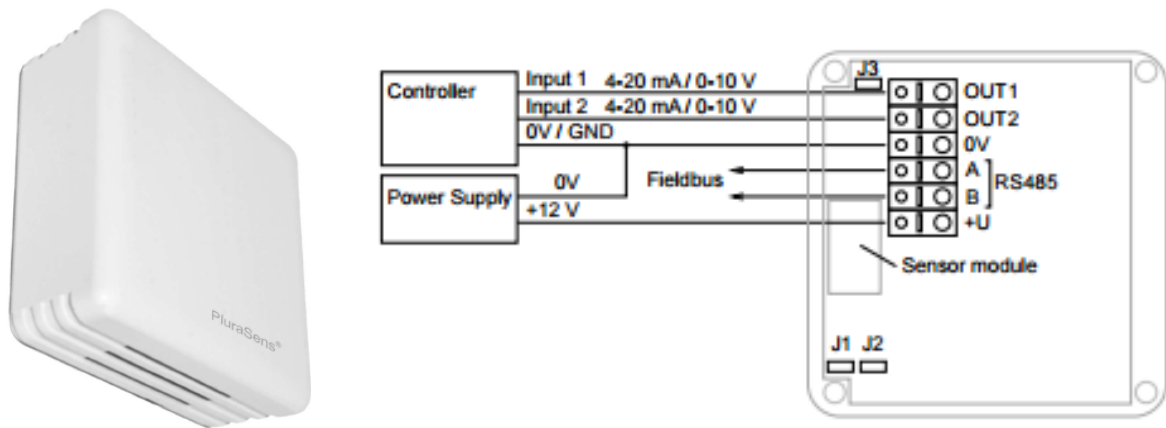 PluraSens®
Controller
Input 1 4-20 mA / 0-10 V
Input 2 4-20 mA / 0-10 V
0V / GND
Power Supply
0V
+12 V
Fieldbus
J3
OUT1
OUT2
0V
A
B
RS485
+U
Sensor module
J1 J2